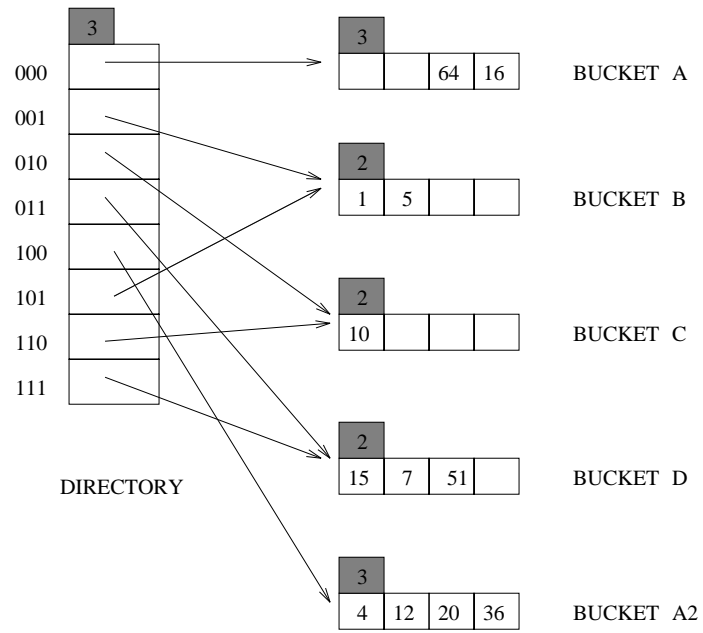 3
000
001
010
011
100
101
110
111
DIRECTORY
3
64 16
BUCKET A
2
1 5
BUCKET B
2
10
BUCKET C
2
15 7 51
BUCKET D
3
4 12 20 36
BUCKET A2